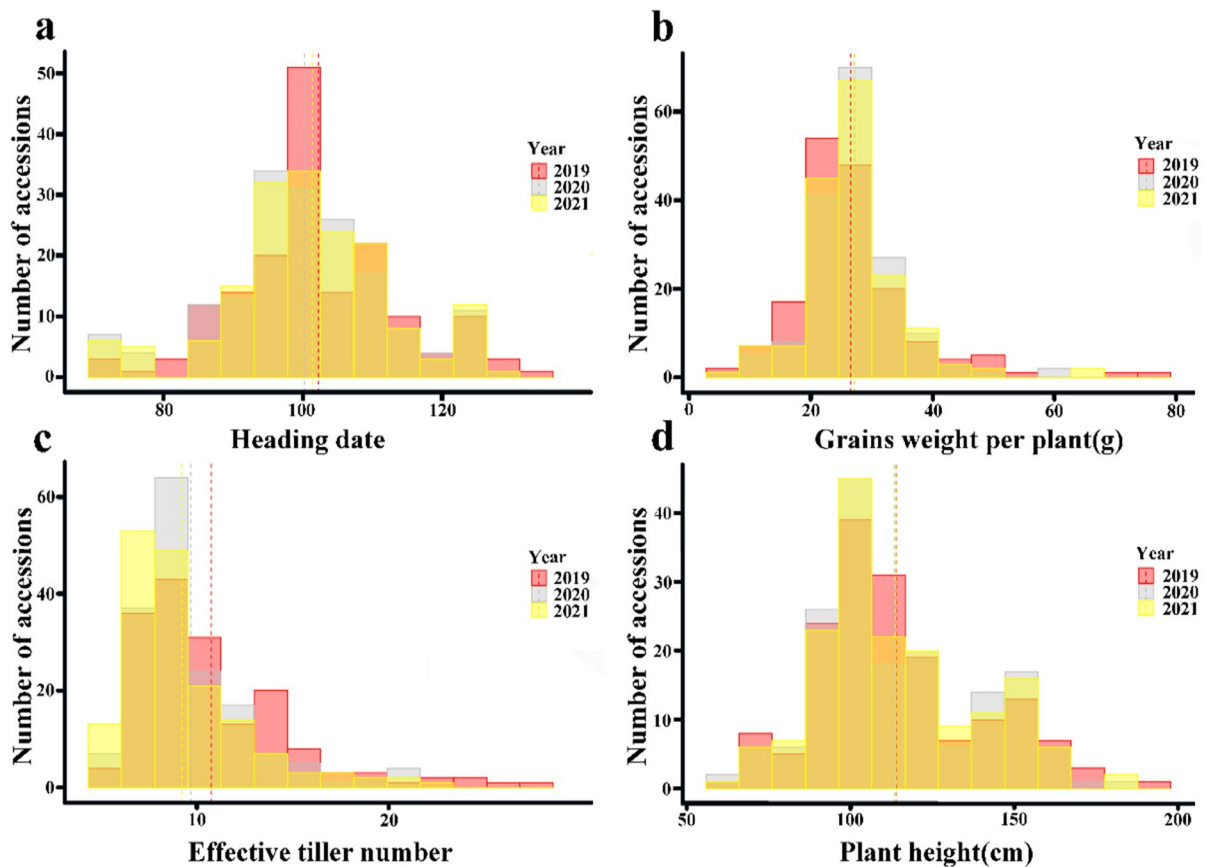 a
Number of accessions
50
40
30
20
10
0
80
100
120
Heading date
Year
2019
2020
2021
b
Number of accessions
60
40
20
0
0
20
40
60
80
Grains weight per plant(g)
Year
2019
2020
2021
c
Number of accessions
60
40
20
0
10
20
Effective tiller number
Year
2019
2020
2021
d
Number of accessions
40
30
20
10
0
50
100
150
200
Plant height(cm)
Year
2019
2020
2021